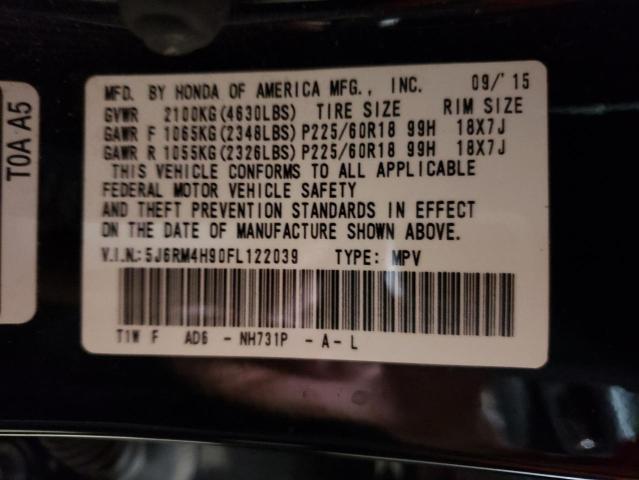 MFD. BY HONDA OF AMERICA MFG., INC. 09/'15
GVWR 2100KG(4630LBS) TIRE SIZE RIM SIZE
GAWR F 1065KG(2348LBS) P225/60R18 99H 18X7J
GAWR R 1055KG(2326LBS) P225/60R18 99H 18X7J
THIS VEHICLE CONFORMS TO ALL APPLICABLE
FEDERAL MOTOR VEHICLE SAFETY
AND THEFT PREVENTION STANDARDS IN EFFECT
ON THE DATE OF MANUFACTURE SHOWN ABOVE.
V.I.N.:5J6RM4H90FL122039 TYPE: MPV
T1W F AD6 - NH731P - A - L
T0A A5